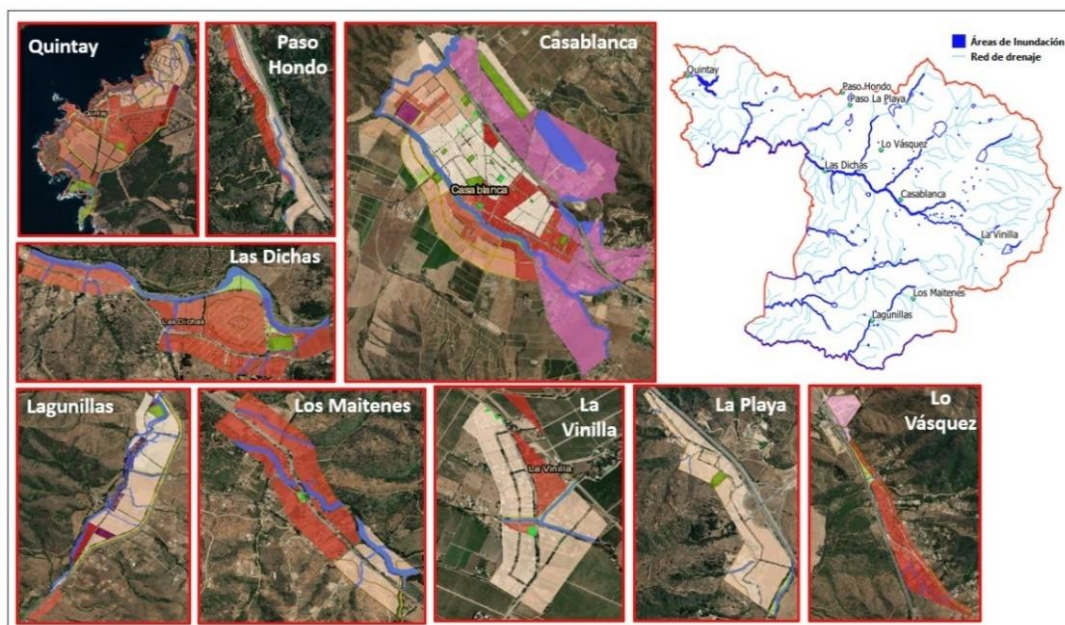 Quintay
Quintay
Paso
Hondo
Casablanca
Casablanca
Áreas de Inundación
Red de drenaje
Quintay
Paso Hondo
Paso La Playa
Lo Vásquez
Las Dichas
Casablanca
La Vinilla
Los Maitenes
Lagunillas
Las Dichas
Las Dichas
Lagunillas
Los Maitenes
La
Vinilla
La Vinilla
La Playa
Lo
Vásquez